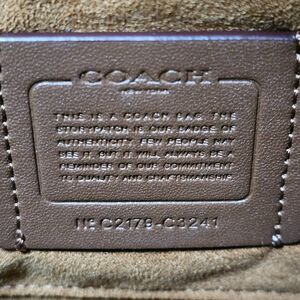 COACH
NEW YORK
THIS IS A COACH BAG. THE
STORYPATCH IS OUR BADGE OF
AUTHENTICITY. FEW PEOPLE MAY
SEE IT, BUT IT WILL ALWAYS BE A
REMINDER OF OUR COMMITMENT
TO QUALITY AND CRAFTSMANSHIP.
Nº C2178-C3241